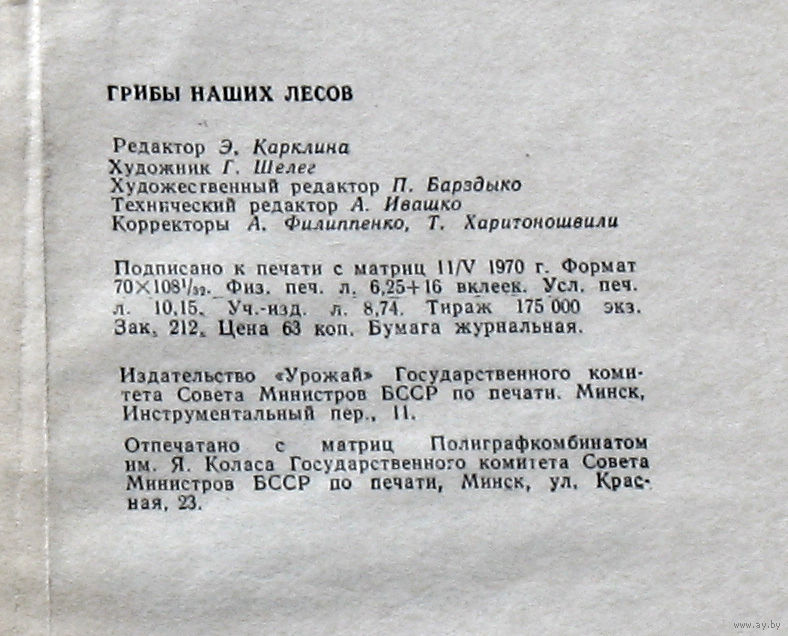 ГРИБЫ НАШИХ ЛЕСОВ
Редактор Э. Карклина
Художник Г. Шелег
Художественный редактор П. Барздыко
Технический редактор А. Ивашко
Корректоры А. Филиппенко, Т. Харитоношвили
Подписано к печати с матриц 11/V 1970 г. Формат
70×108¹/₃₂. Физ. печ. л. 6,25+16 вклеек. Усл. печ.
л. 10,15. Уч.-изд. л. 8,74. Тираж 175 000 экз.
Зак. 212. Цена 63 коп. Бумага журнальная.
Издательство «Урожай» Государственного коми-
тета Совета Министров БССР по печати. Минск,
Инструментальный пер., 11.
Отпечатано с матриц Полиграфкомбинатом
им. Я. Коласа Государственного комитета Совета
Министров БССР по печати, Минск, ул. Крас-
ная, 23.
www.ay.by